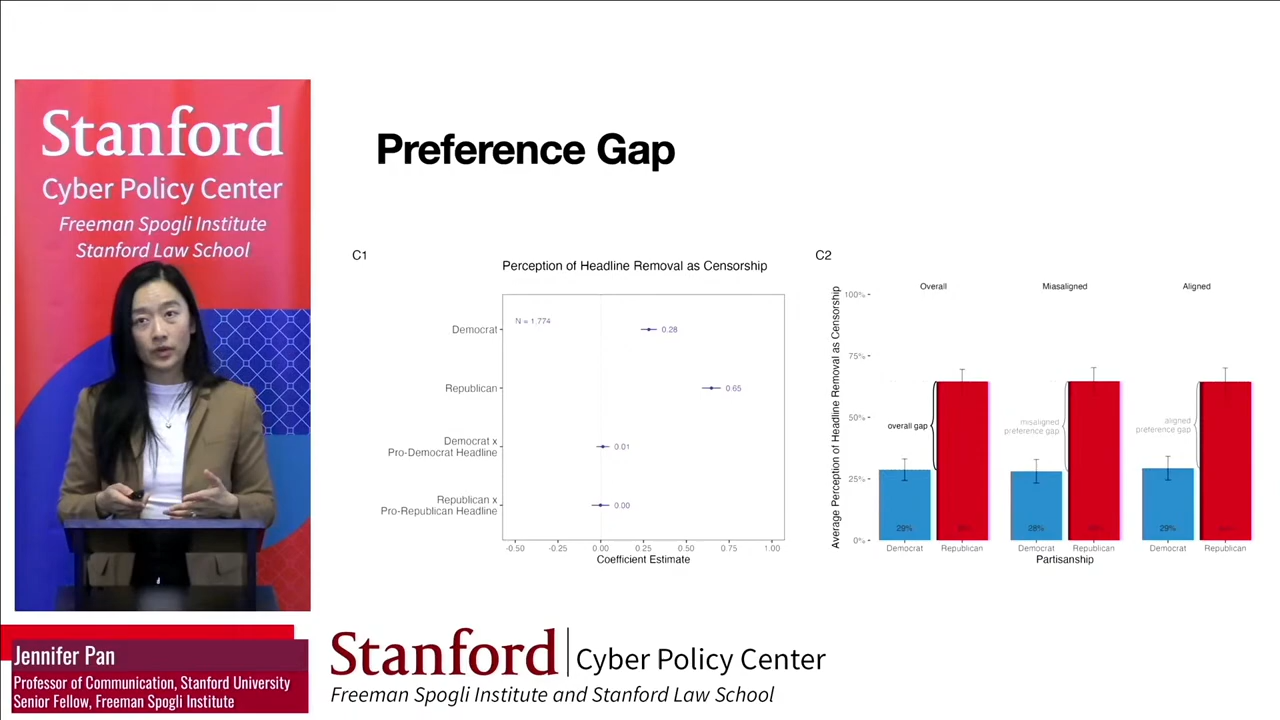 Stanford
Cyber Policy Center
Freeman Spogli Institute
Stanford Law School
Preference Gap
C1
Perception of Headline Removal as Censorship
N = 1,774
Democrat
0.28
Republican
0.65
Democrat x
Pro-Democrat Headline
0.01
Republican x
Pro-Republican Headline
0.00
-0.50 -0.25 0.00 0.25 0.50 0.75 1.00
Coefficient Estimate
C2
Average Perception of Headline Removal as Censorship
Overall Miasaligned Aligned
100%
75%
50%
25%
0%
overall gap
misaligned
preference gap
aligned
preference gap
29% 28% 29%
Democrat Republican Democrat Republican Democrat Republican
Partisanship
Jennifer Pan
Professor of Communication, Stanford University
Senior Fellow, Freeman Spogli Institute
Stanford Cyber Policy Center
Freeman Spogli Institute and Stanford Law School